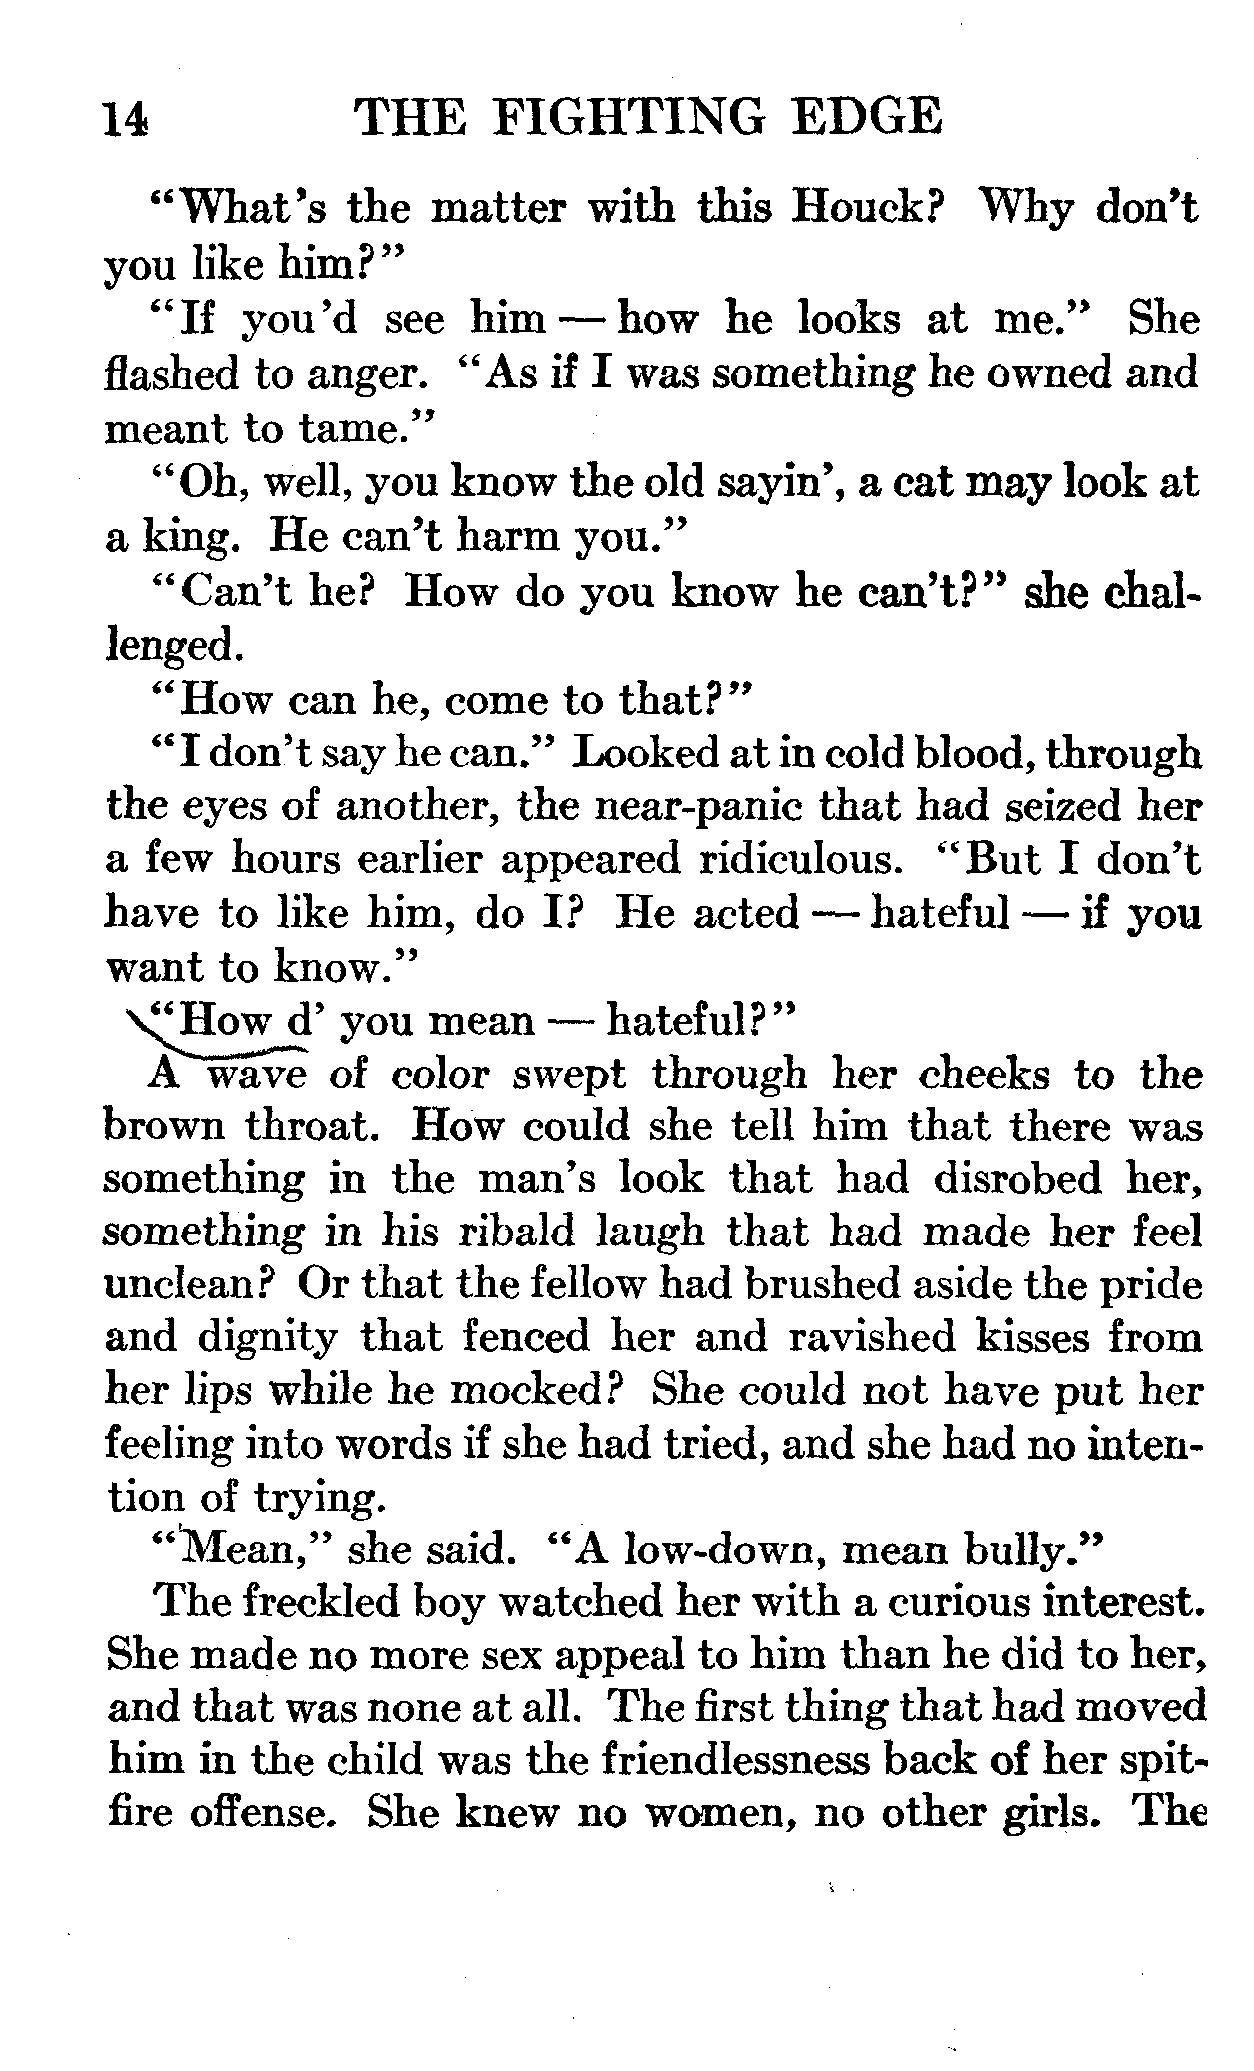 14 THE FIGHTING EDGE
"What's the matter with this Houck? Why don't
you like him?"
"If you'd see him — how he looks at me." She
flashed to anger. "As if I was something he owned and
meant to tame."
"Oh, well, you know the old sayin', a cat may look at
a king. He can't harm you."
"Can't he? How do you know he can't?" she chal-
lenged.
"How can he, come to that?"
"I don't say he can." Looked at in cold blood, through
the eyes of another, the near-panic that had seized her
a few hours earlier appeared ridiculous. "But I don't
have to like him, do I? He acted — hateful — if you
want to know."
"How d' you mean — hateful?"
A wave of color swept through her cheeks to the
brown throat. How could she tell him that there was
something in the man's look that had disrobed her,
something in his ribald laugh that had made her feel
unclean? Or that the fellow had brushed aside the pride
and dignity that fenced her and ravished kisses from
her lips while he mocked? She could not have put her
feeling into words if she had tried, and she had no inten-
tion of trying.
"Mean," she said. "A low-down, mean bully."
The freckled boy watched her with a curious interest.
She made no more sex appeal to him than he did to her,
and that was none at all. The first thing that had moved
him in the child was the friendlessness back of her spit-
fire offense. She knew no women, no other girls. The